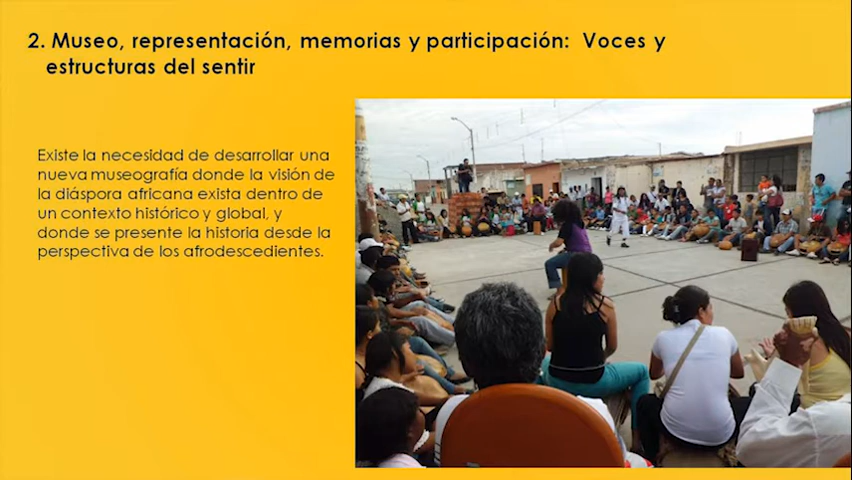 2. Museo, representación, memorias y participación: Voces y
estructuras del sentir
Existe la necesidad de desarrollar una
nueva museografía donde la visión de
la diáspora africana exista dentro de
un contexto histórico y global, y
donde se presente la historia desde la
perspectiva de los afrodescedientes.